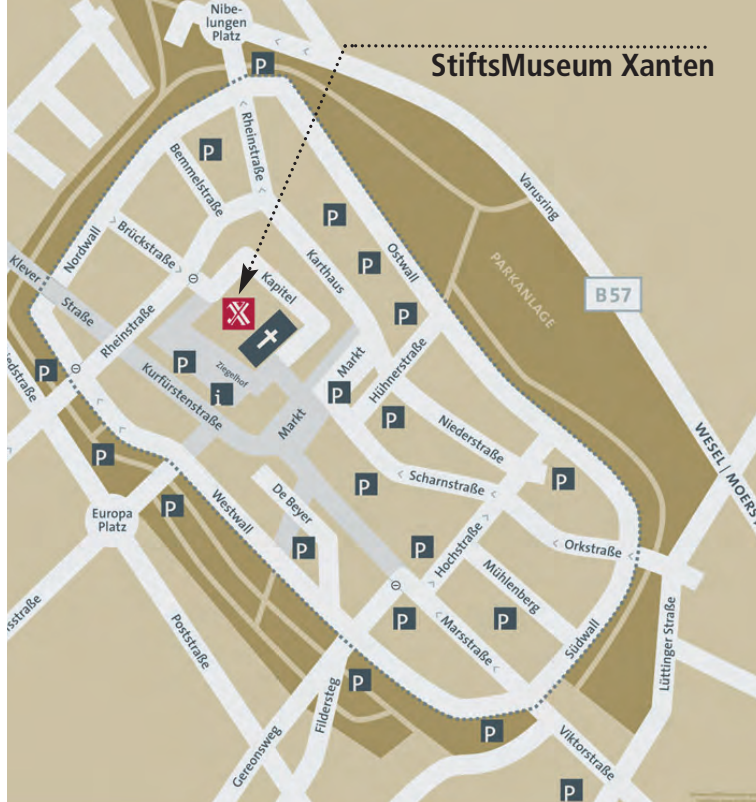 Nibe-
lungen
Platz
P
StiftsMuseum Xanten
Rheinstraße
P
Bemmelstraße
Varusring
P
Ostwall
Nordwall
Brückstraße
Karthaus
P
PARKANLAGE
Klever
Straße
Kapitel
B 57
X
P
Rheinstraße
P
Ziegelhof
Markt
Hühnerstraße
P
i
Kurfürstenstraße
P
P
Markt
Niederstraße
WESEL | MOERS
P
Scharnstraße
P
P
Europa
Platz
P
Westwall
De Beyer
P
P
Hochstraße
Orkstraße
Mühlenberg
Poststraße
P
Marsstraße
P
Südwall
Lüttinger Straße
P
Fildersteg
Gereonsweg
P
Viktorstraße
P